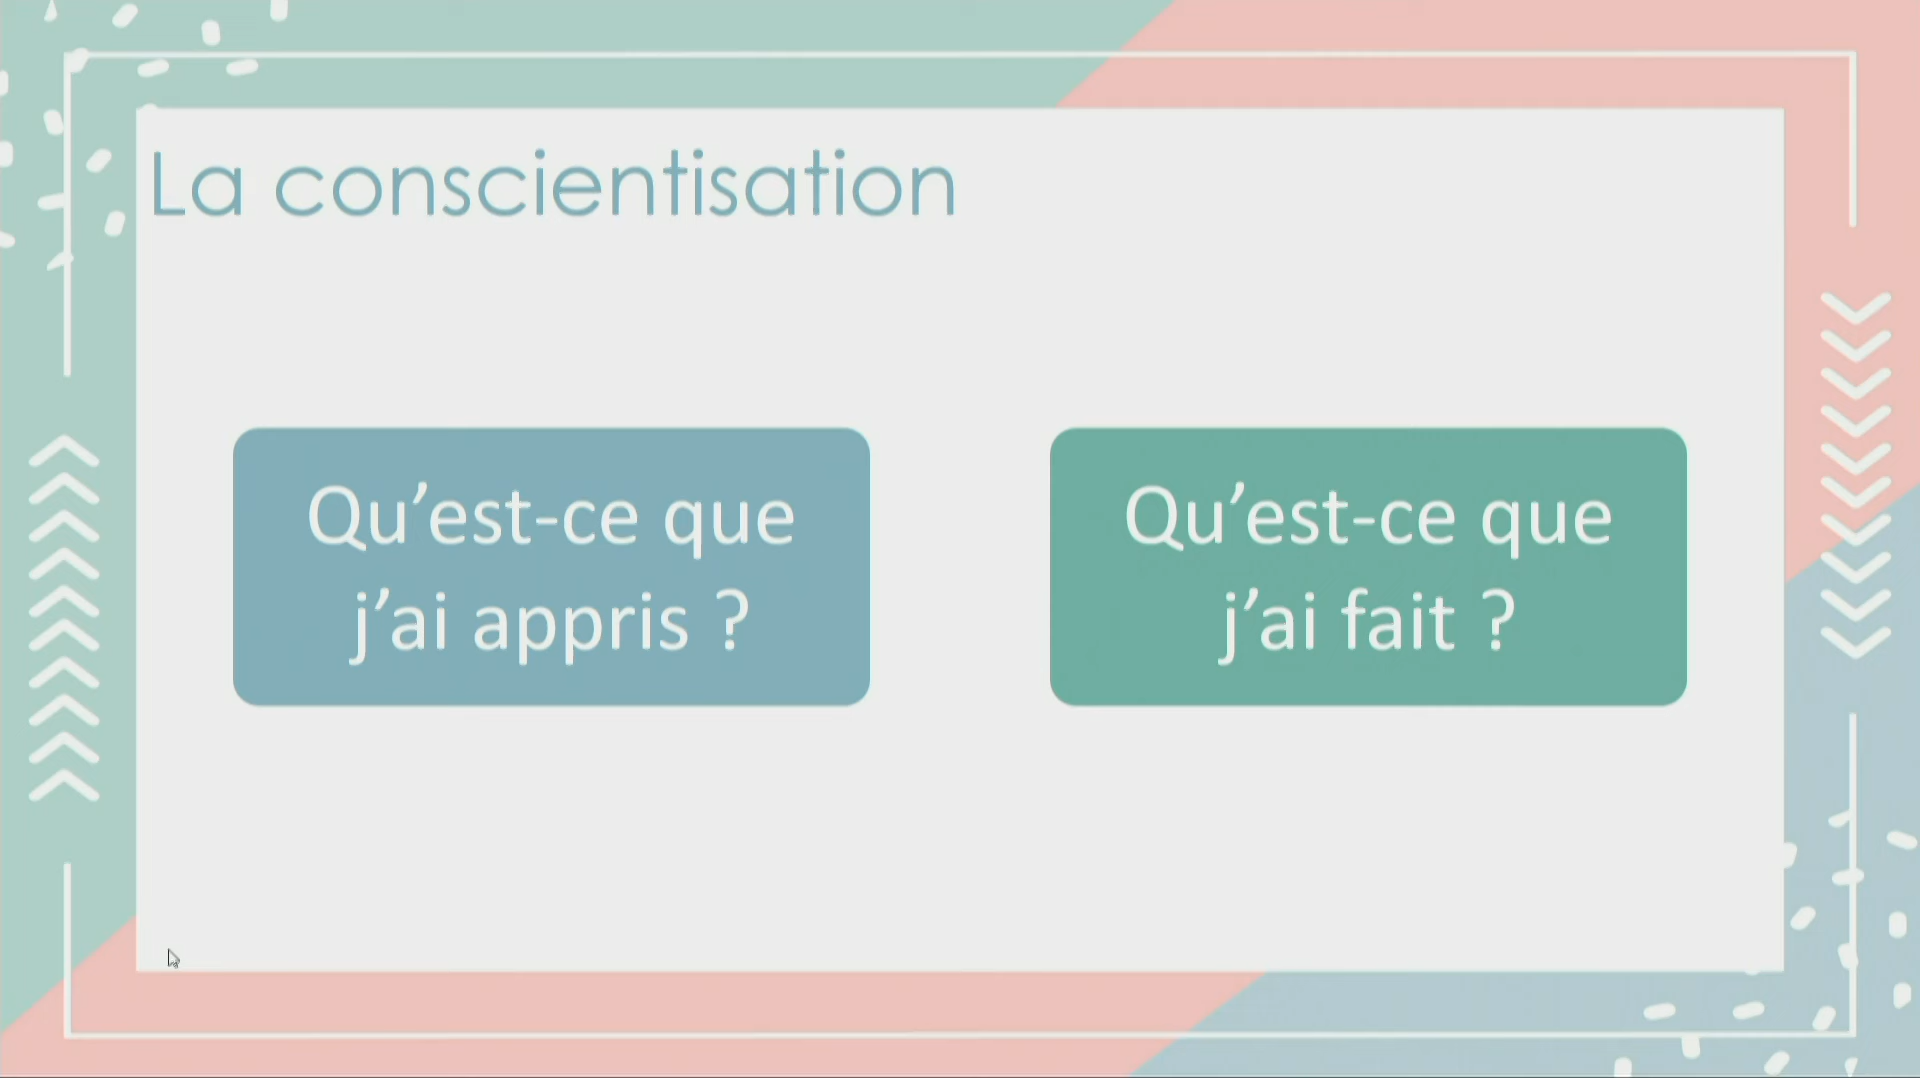 La conscientisation
Qu’est-ce que
j’ai appris ?
Qu’est-ce que
j’ai fait ?